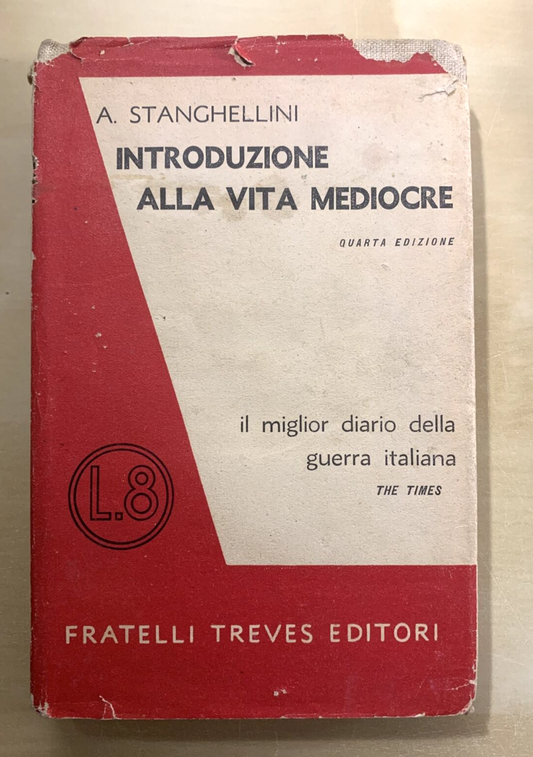 A. STANGHELLINI
INTRODUZIONE
ALLA VITA MEDIOCRE
QUARTA EDIZIONE
il miglior diario della
guerra italiana
THE TIMES
L.8
FRATELLI TREVES EDITORI